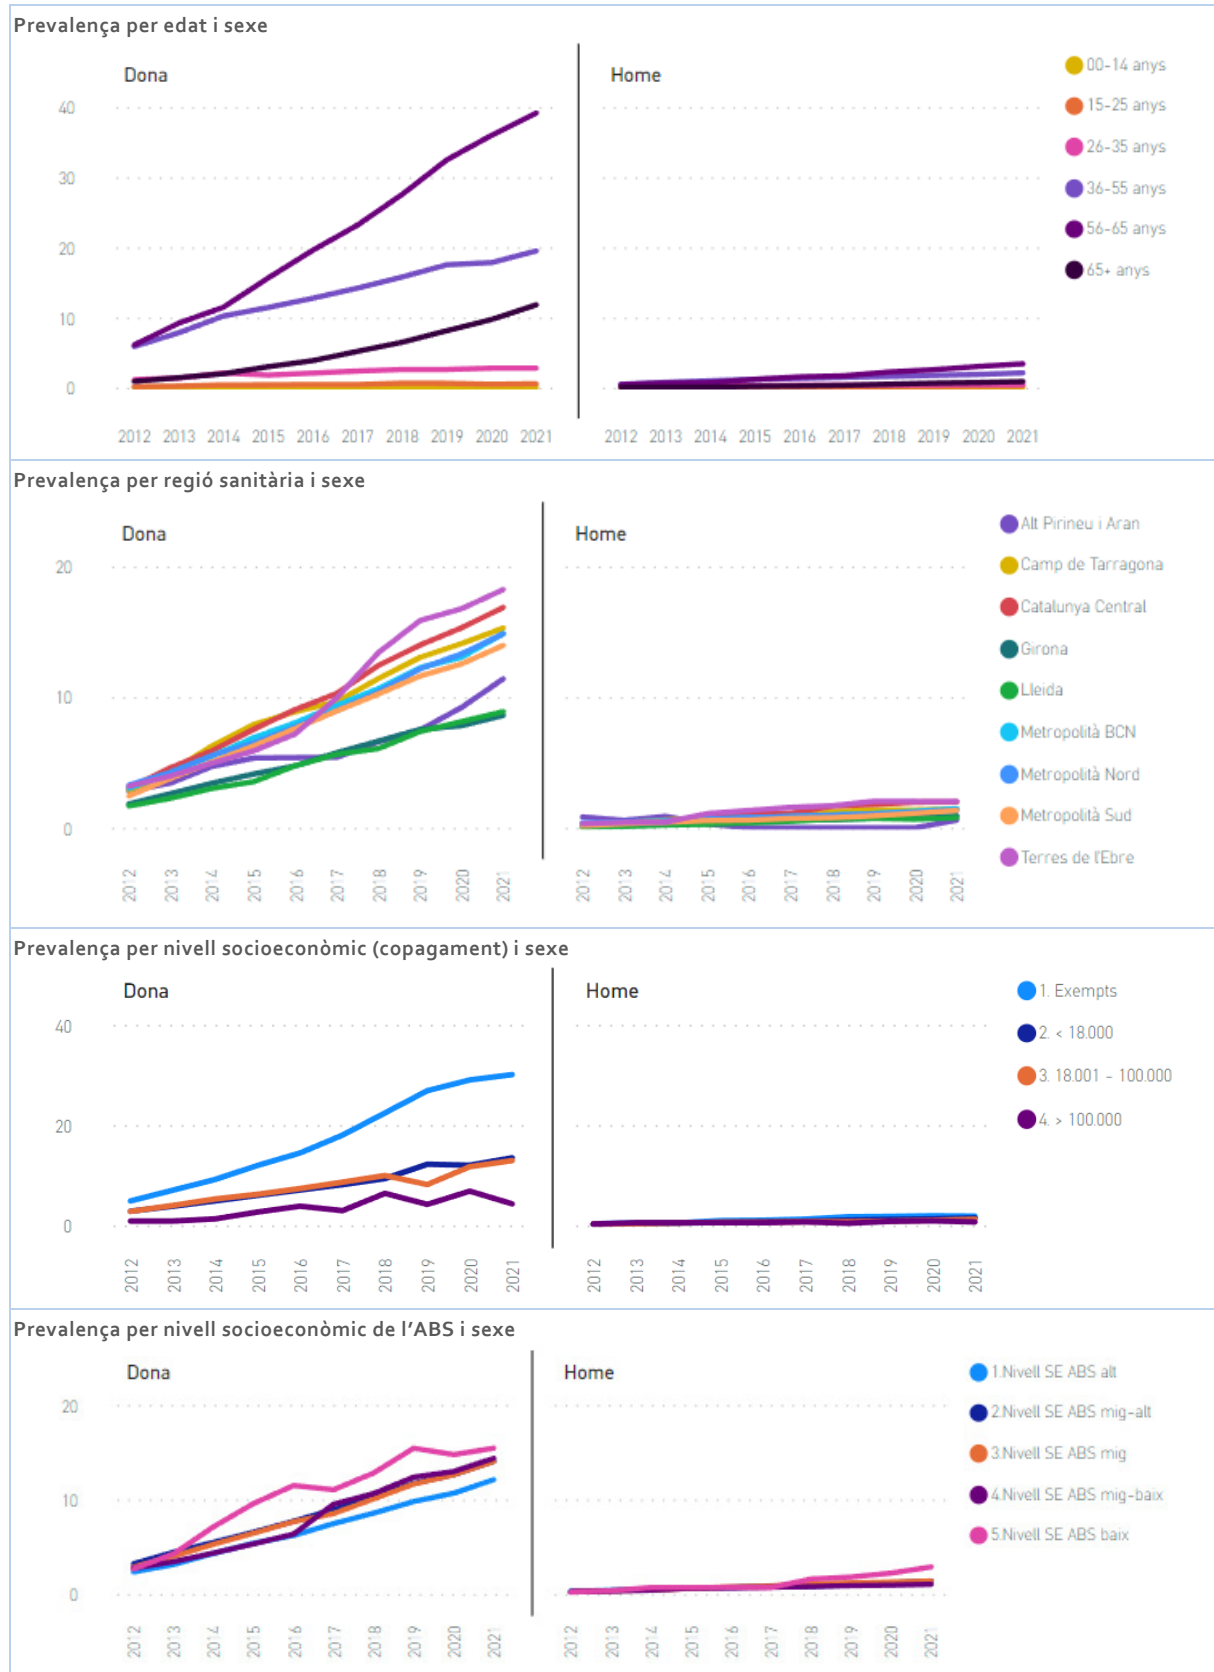 Prevalença per edat i sexe
Dona
Home
00-14 anys
15-25 anys
26-35 anys
36-55 anys
56-65 anys
65+ anys
40
30
20
10
0
2012 2013 2014 2015 2016 2017 2018 2019 2020 2021
2012 2013 2014 2015 2016 2017 2018 2019 2020 2021
Prevalença per regió sanitària i sexe
Dona
Home
Alt Pirineu i Aran
Camp de Tarragona
Catalunya Central
Girona
Lleida
Metropolità BCN
Metropolità Nord
Metropolità Sud
Terres de l'Ebre
20
10
0
2012 2013 2014 2015 2016 2017 2018 2019 2020 2021
2012 2013 2014 2015 2016 2017 2018 2019 2020 2021
Prevalença per nivell socioeconòmic (copagament) i sexe
Dona
Home
1. Exempts
2. < 18.000
3. 18.001 - 100.000
4. > 100.000
40
20
0
2012 2013 2014 2015 2016 2017 2018 2019 2020 2021
2012 2013 2014 2015 2016 2017 2018 2019 2020 2021
Prevalença per nivell socioeconòmic de l’ABS i sexe
Dona
Home
1.Nivell SE ABS alt
2.Nivell SE ABS mig-alt
3.Nivell SE ABS mig
4.Nivell SE ABS mig-baix
5.Nivell SE ABS baix
20
10
0
2012 2013 2014 2015 2016 2017 2018 2019 2020 2021
2012 2013 2014 2015 2016 2017 2018 2019 2020 2021